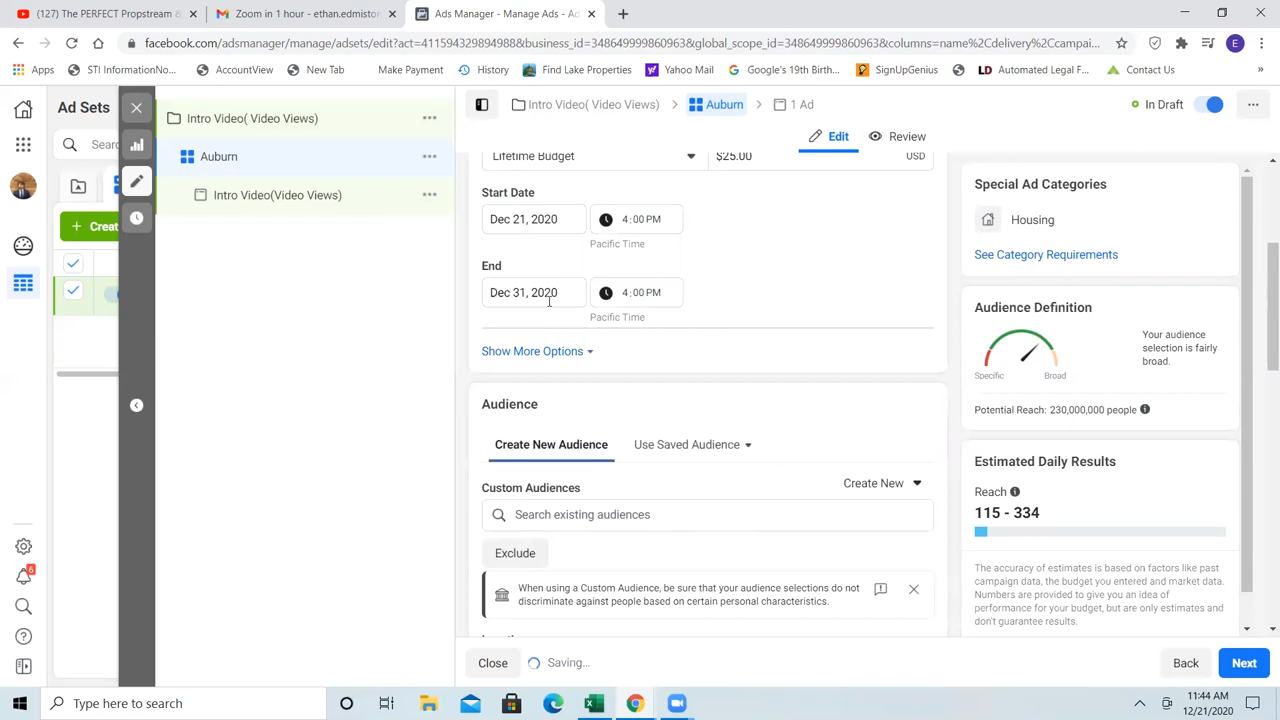 (127) The PERFECT Propstream &
Zoom in 1 hour - ethan.edmiston
Ads Manager - Manage Ads - Ad
facebook.com/adsmanager/manage/adsets/edit?act=411594329894988&business_id=348649999860963&global_scope_id=348649999860963&columns=name%2Cdelivery%2Ccampai...
E
Apps
STI InformationNo...
AccountView
New Tab
Make Payment
History
Find Lake Properties
Yahoo Mail
Google's 19th Birth...
SignUpGenius
LD Automated Legal F...
Contact Us
»
Ad Sets
Intro Video( Video Views)
Auburn
1 Ad
In Draft
Intro Video( Video Views)
Edit
Review
Sear
Auburn
Lifetime Budget
$25.00
USD
Intro Video(Video Views)
Special Ad Categories
Start Date
Housing
Dec 21, 2020
4:00 PM
Creat
Pacific Time
See Category Requirements
End
Dec 31, 2020
4:00 PM
Pacific Time
Audience Definition
Your audience
selection is fairly
broad.
Specific
Broad
Show More Options
Potential Reach: 230,000,000 people
Audience
Create New Audience
Use Saved Audience
Estimated Daily Results
Custom Audiences
Create New
Reach
115 - 334
Search existing audiences
Exclude
When using a Custom Audience, be sure that your audience selections do not
discriminate against people based on certain personal characteristics.
The accuracy of estimates is based on factors like past
campaign data, the budget you entered and market data.
Numbers are provided to give you an idea of
performance for your budget, but are only estimates and
don't guarantee results.
6
Close
Saving...
Back
Next
Type here to search
11:44 AM
12/21/2020